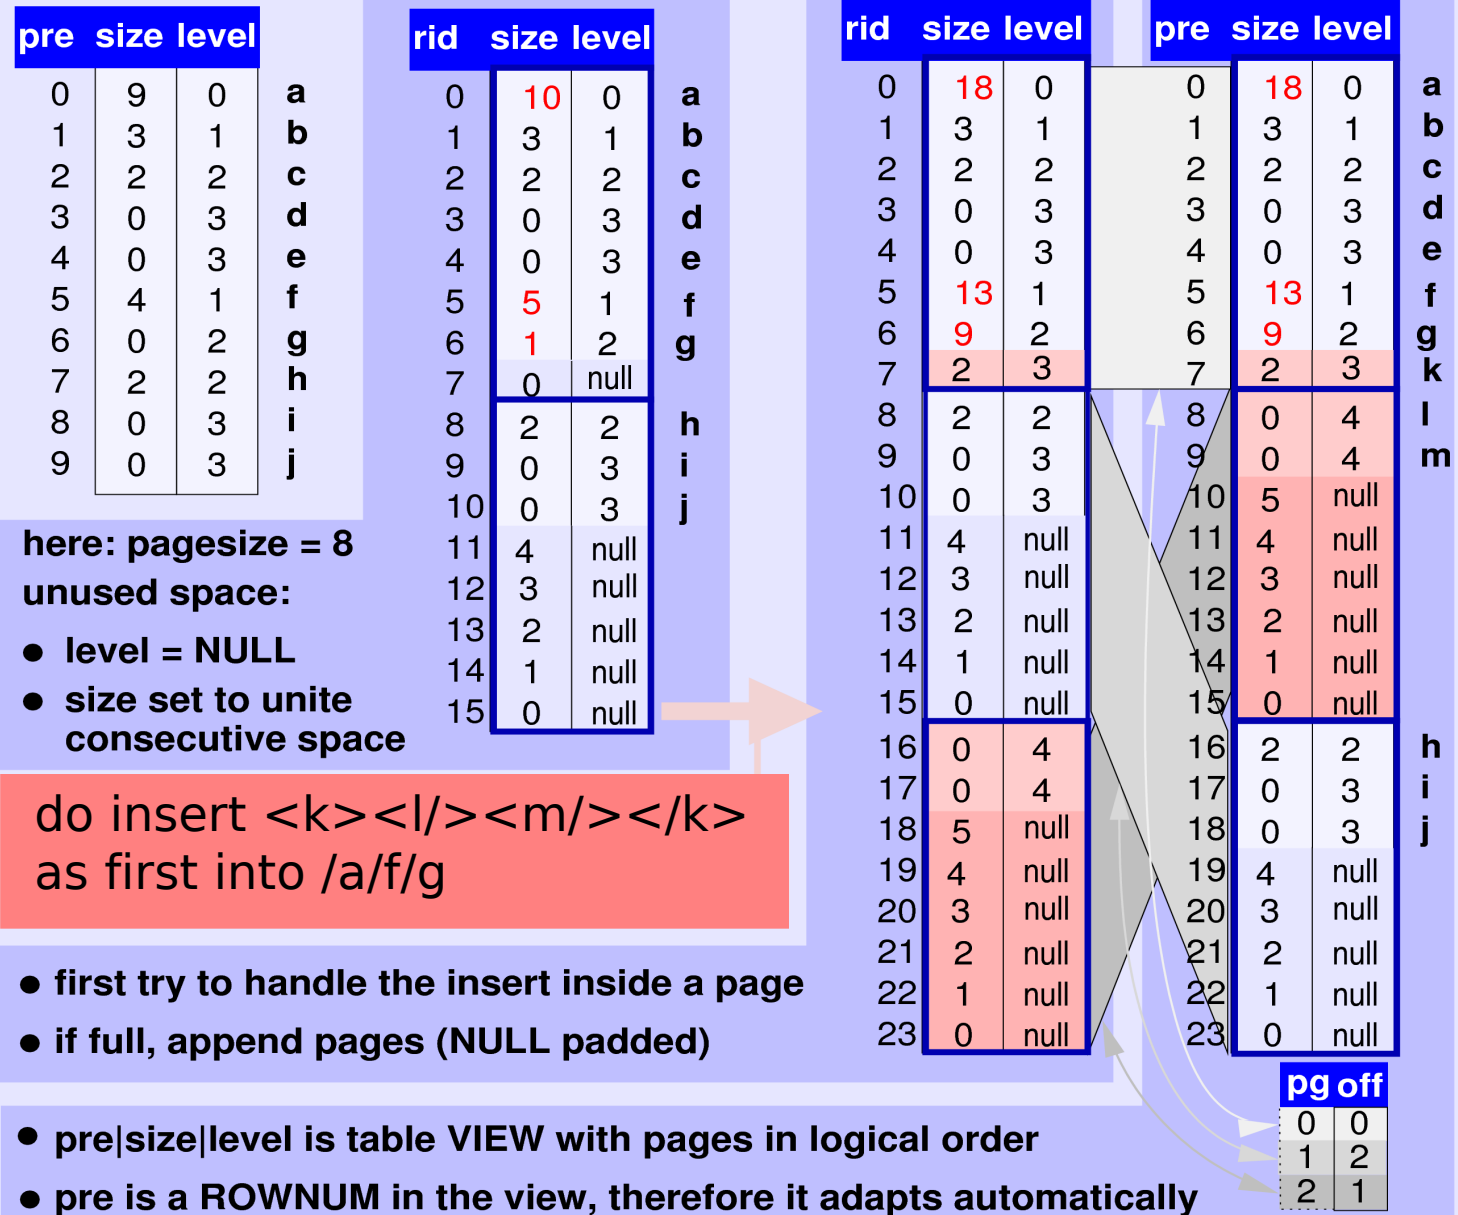 pre size level
0 9 0 a
1 3 1 b
2 2 2 c
3 0 3 d
4 0 3 e
5 4 1 f
6 0 2 g
7 2 2 h
8 0 3 i
9 0 3 j
here: pagesize = 8
unused space:
● level = NULL
● size set to unite
consecutive space
rid size level
0 10 0 a
1 3 1 b
2 2 2 c
3 0 3 d
4 0 3 e
5 5 1 f
6 1 2 g
7 0 null
8 2 2 h
9 0 3 i
10 0 3 j
11 4 null
12 3 null
13 2 null
14 1 null
15 0 null
do insert <k><l/><m/></k>
as first into /a/f/g
● first try to handle the insert inside a page
● if full, append pages (NULL padded)
rid size level
0 18 0
1 3 1
2 2 2
3 0 3
4 0 3
5 13 1
6 9 2
7 2 3
8 2 2
9 0 3
10 0 3
11 4 null
12 3 null
13 2 null
14 1 null
15 0 null
16 0 4
17 0 4
18 5 null
19 4 null
20 3 null
21 2 null
22 1 null
23 0 null
pre size level
0 18 0 a
1 3 1 b
2 2 2 c
3 0 3 d
4 0 3 e
5 13 1 f
6 9 2 g
7 2 3 k
8 0 4 l
9 0 4 m
10 5 null
11 4 null
12 3 null
13 2 null
14 1 null
15 0 null
16 2 2 h
17 0 3 i
18 0 3 j
19 4 null
20 3 null
21 2 null
22 1 null
23 0 null
pg off
0 0
1 2
2 1
● pre|size|level is table VIEW with pages in logical order
● pre is a ROWNUM in the view, therefore it adapts automatically